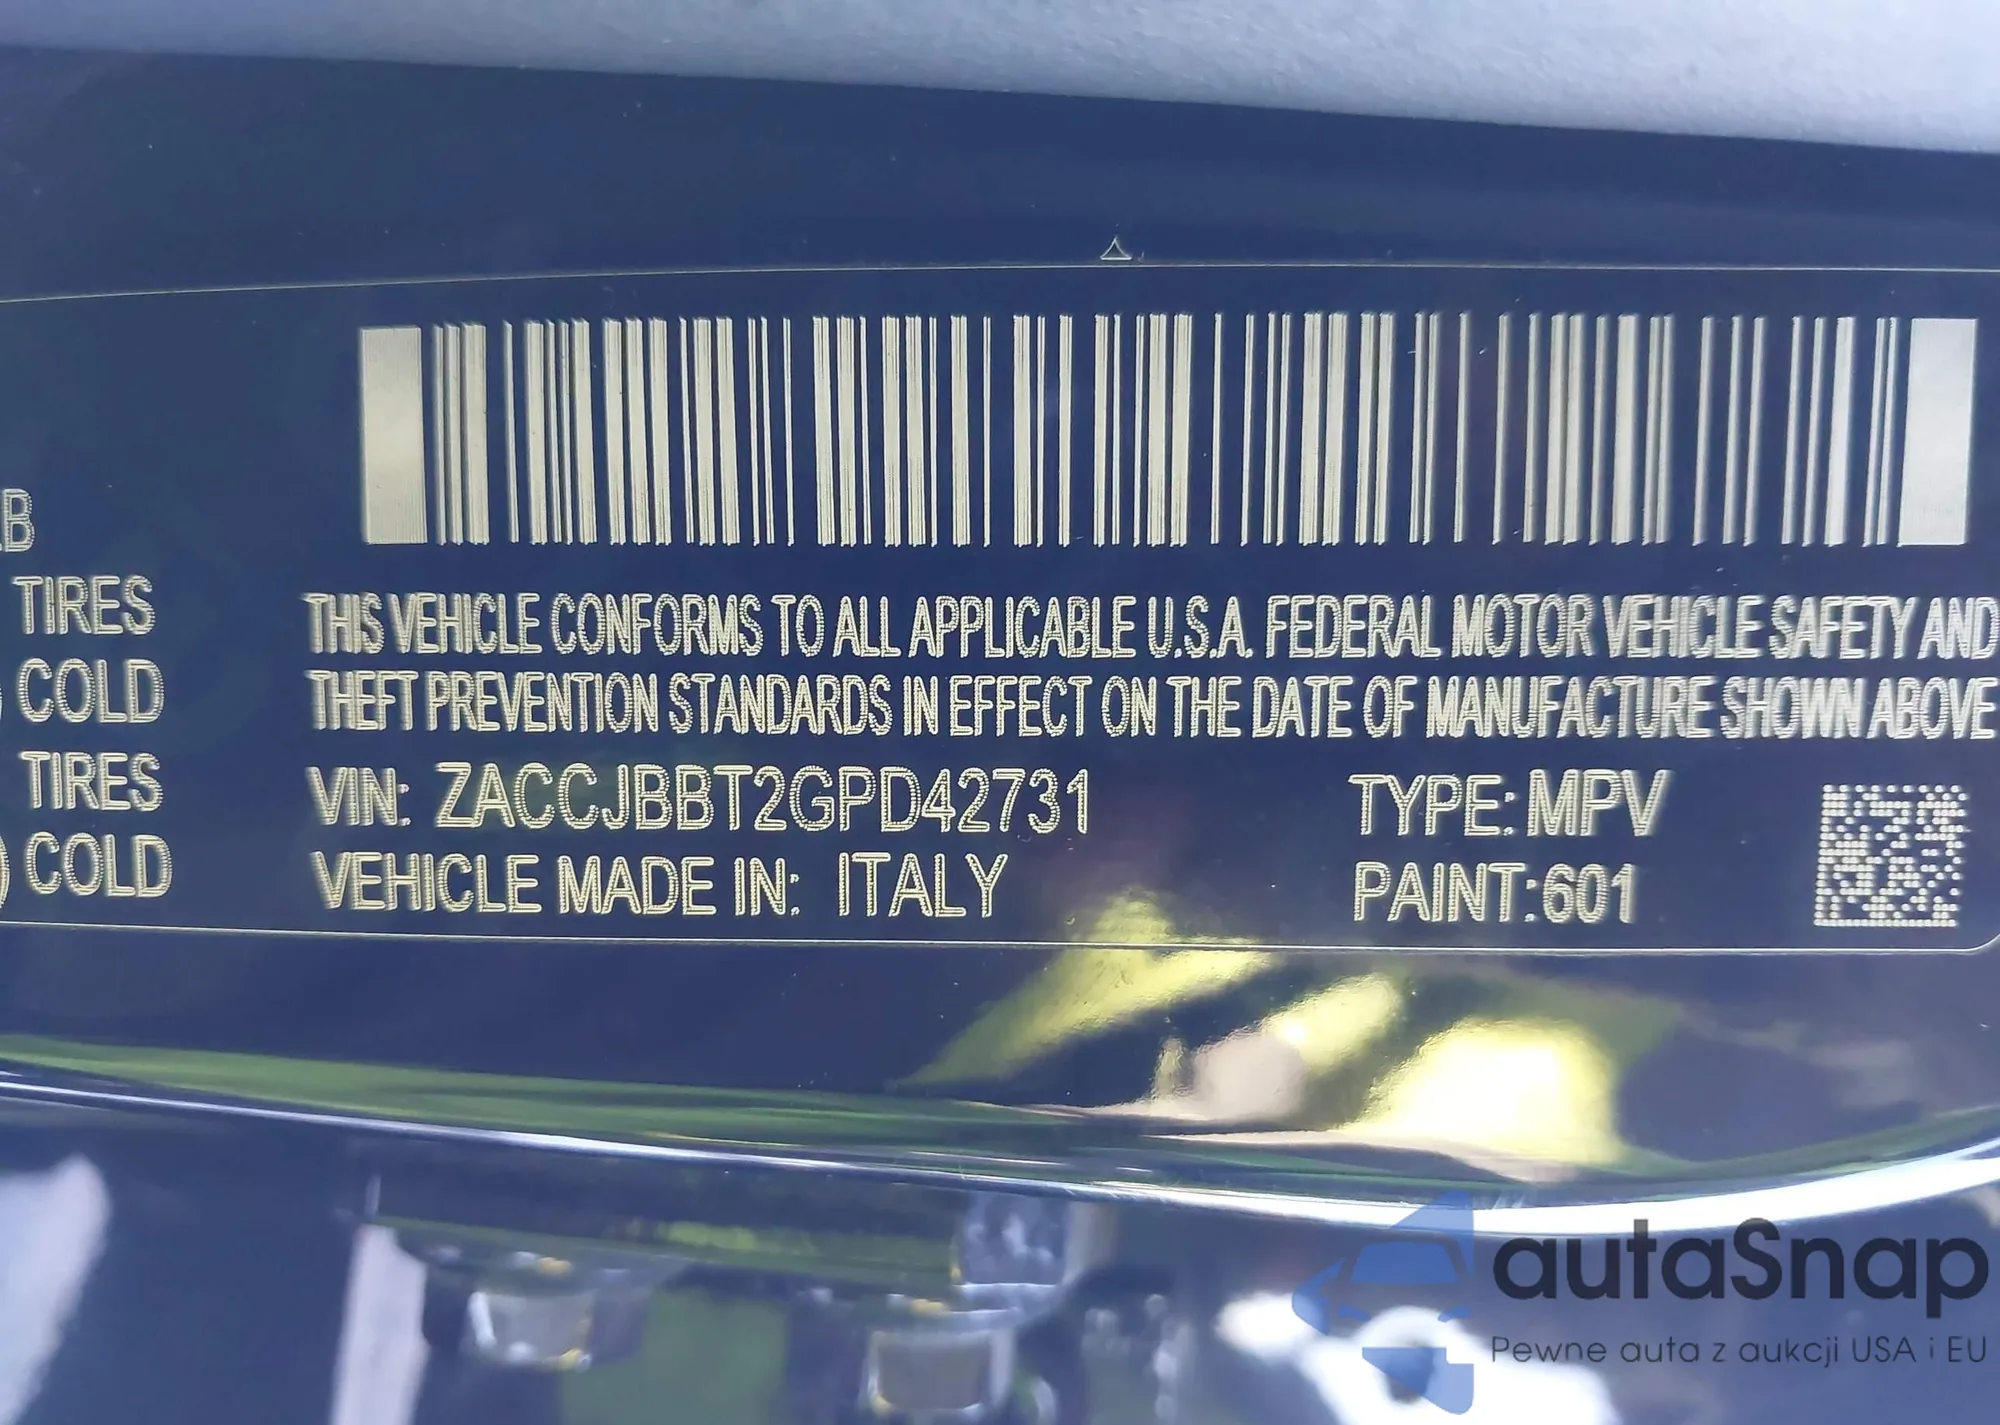 B
TIRES
COLD
TIRES
) COLD
THIS VEHICLE CONFORMS TO ALL APPLICABLE U.S.A. FEDERAL MOTOR VEHICLE SAFETY AND
THEFT PREVENTION STANDARDS IN EFFECT ON THE DATE OF MANUFACTURE SHOWN ABOVE
VIN: ZACCJBBT2GPD42731
TYPE: MPV
VEHICLE MADE IN: ITALY
PAINT: 601
autaSnap
Pewne auta z aukcji USA i EU